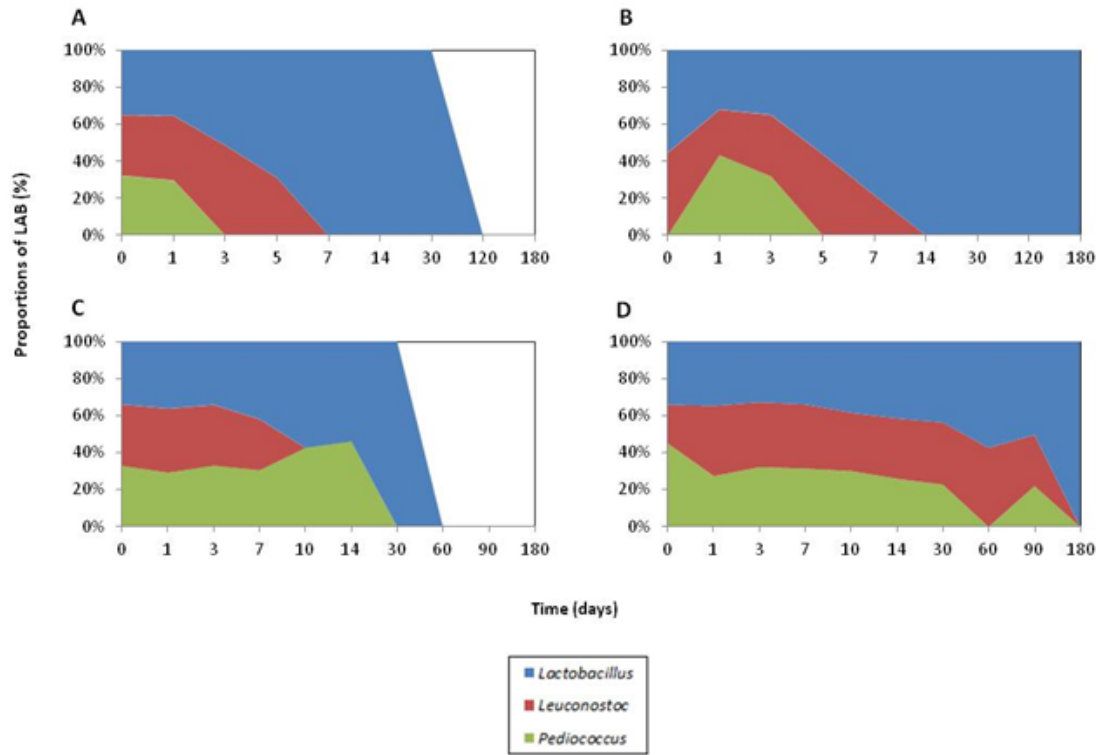 A
B
100%
80%
60%
40%
20%
0%
0 1 3 5 7 14 30 120 180
100%
80%
60%
40%
20%
0%
0 1 3 5 7 14 30 120 180
Proportions of LAB (%)
C
D
100%
80%
60%
40%
20%
0%
0 1 3 7 10 14 30 60 90 180
100%
80%
60%
40%
20%
0%
0 1 3 7 10 14 30 60 90 180
Time (days)
Lactobacillus
Leuconostoc
Pediococcus